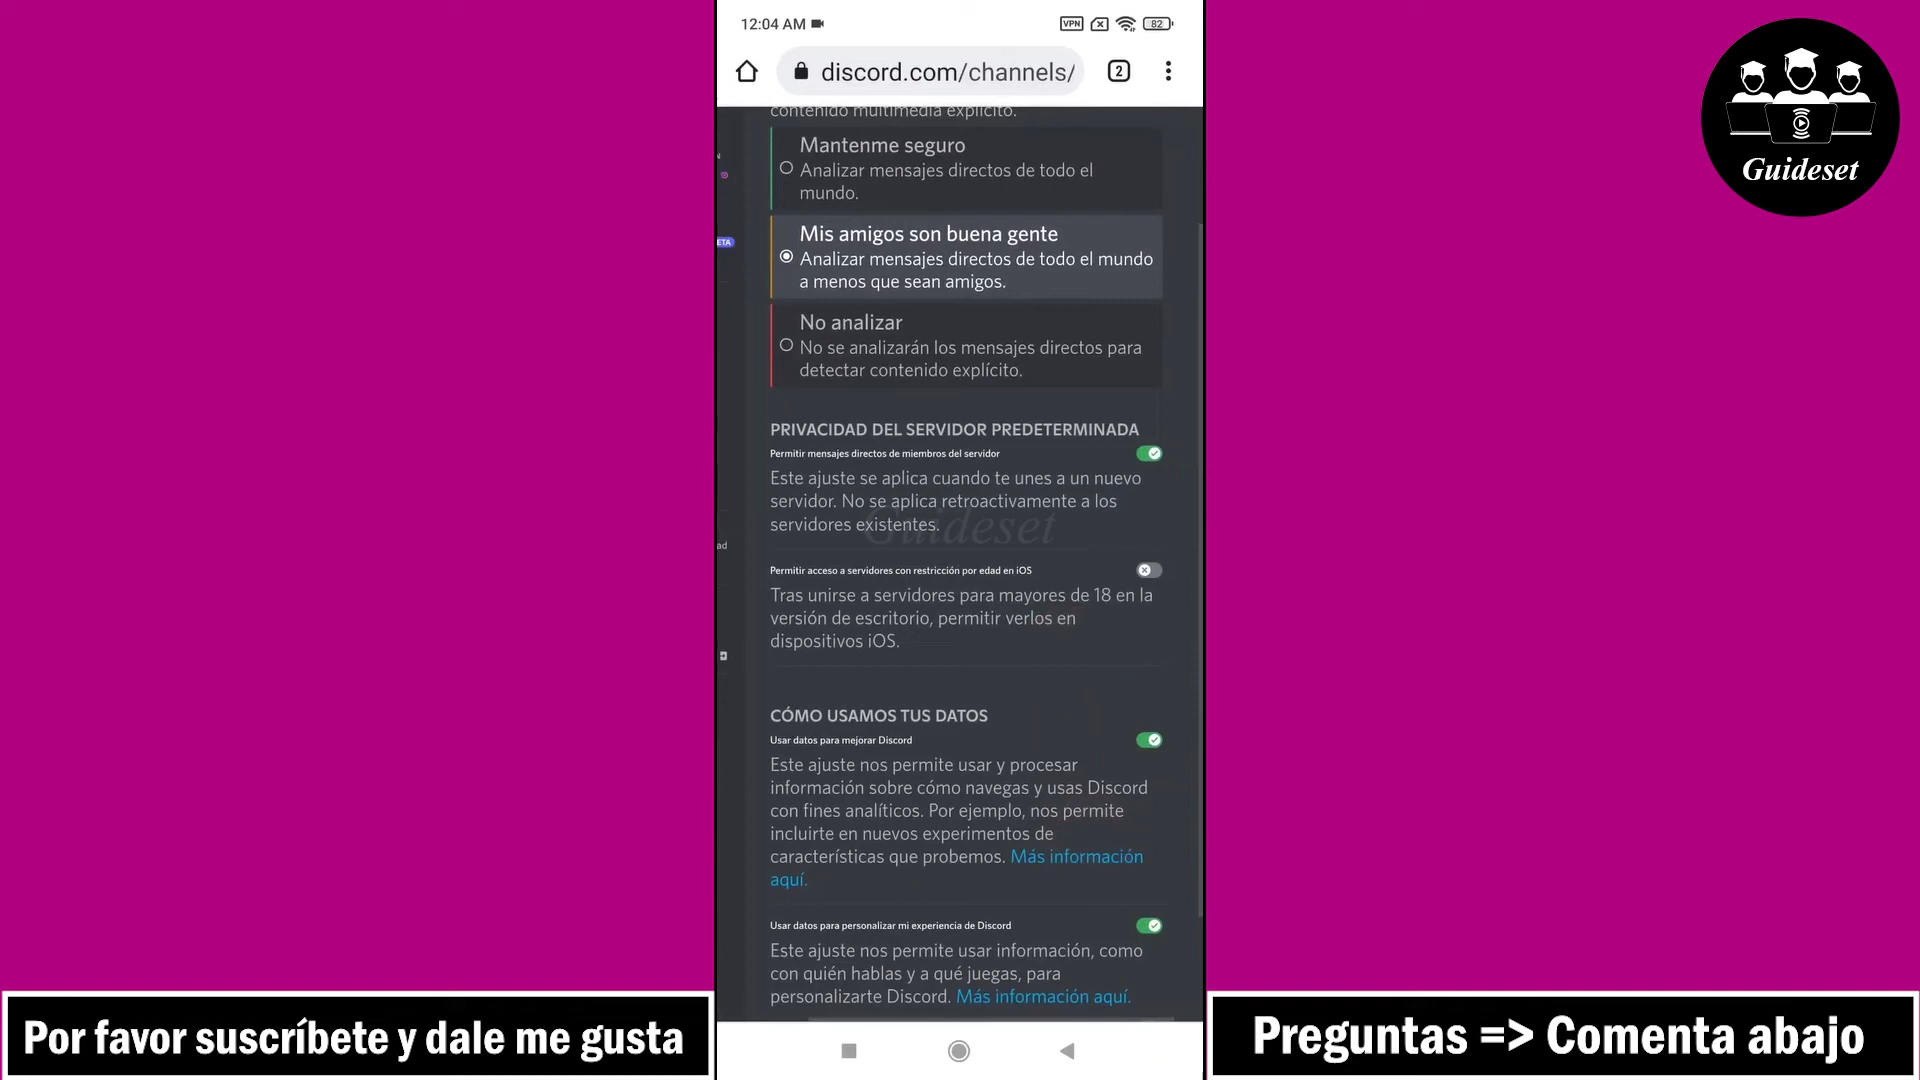 12:04 AM
VPN
82
discord.com/channels/
2
contenido multimedia explícito.
Mantenme seguro
Analizar mensajes directos de todo el
mundo.
Mis amigos son buena gente
Analizar mensajes directos de todo el mundo
a menos que sean amigos.
No analizar
No se analizarán los mensajes directos para
detectar contenido explícito.
PRIVACIDAD DEL SERVIDOR PREDETERMINADA
Permitir mensajes directos de miembros del servidor
Este ajuste se aplica cuando te unes a un nuevo
servidor. No se aplica retroactivamente a los
servidores existentes.
Guideset
Permitir acceso a servidores con restricción por edad en iOS
Tras unirse a servidores para mayores de 18 en la
versión de escritorio, permitir verlos en
dispositivos iOS.
CÓMO USAMOS TUS DATOS
Usar datos para mejorar Discord
Este ajuste nos permite usar y procesar
información sobre cómo navegas y usas Discord
con fines analíticos. Por ejemplo, nos permite
incluirte en nuevos experimentos de
características que probemos. Más información
aquí.
Usar datos para personalizar mi experiencia de Discord
Este ajuste nos permite usar información, como
con quién hablas y a qué juegas, para
personalizarte Discord. Más información aquí.
N
ETA
ad
Guideset
Por favor suscríbete y dale me gusta
Preguntas => Comenta abajo